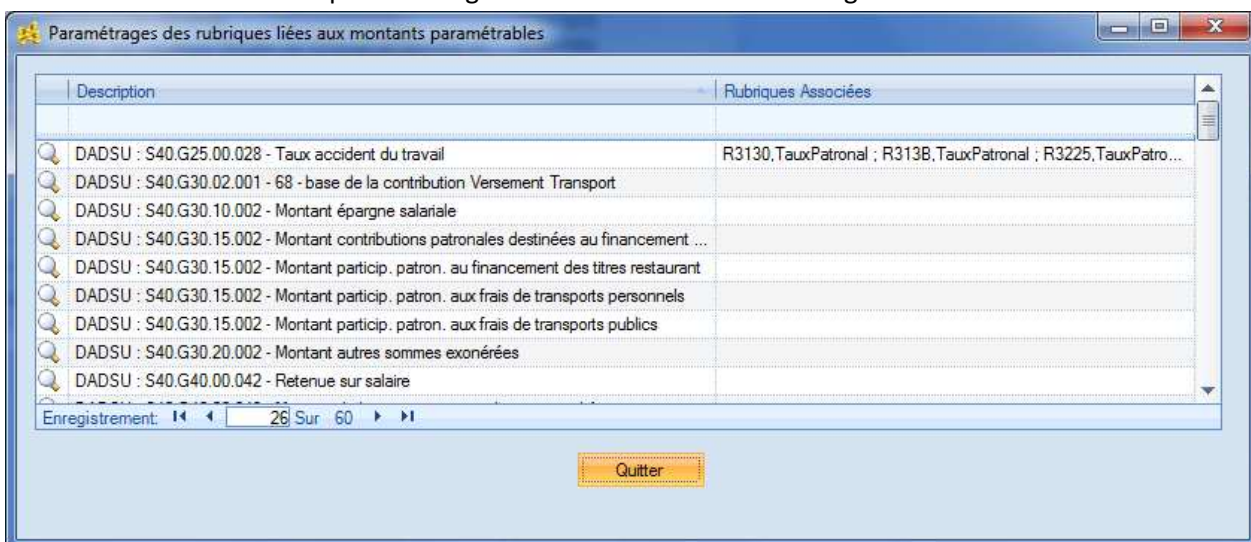 Paramétrages des rubriques liées aux montants paramétrables
Description Rubriques Associées
DADSU : S40.G25.00.028 - Taux accident du travail R3130,TauxPatronal ; R313B,TauxPatronal ; R3225,TauxPatro...
DADSU : S40.G30.02.001 - 68 - base de la contribution Versement Transport
DADSU : S40.G30.10.002 - Montant épargne salariale
DADSU : S40.G30.15.002 - Montant contributions patronales destinées au financement ...
DADSU : S40.G30.15.002 - Montant particip. patron. au financement des titres restaurant
DADSU : S40.G30.15.002 - Montant particip. patron. aux frais de transports personnels
DADSU : S40.G30.15.002 - Montant particip. patron. aux frais de transports publics
DADSU : S40.G30.20.002 - Montant autres sommes exonérées
DADSU : S40.G40.00.042 - Retenue sur salaire
Enregistrement: 26 Sur 60
Quitter